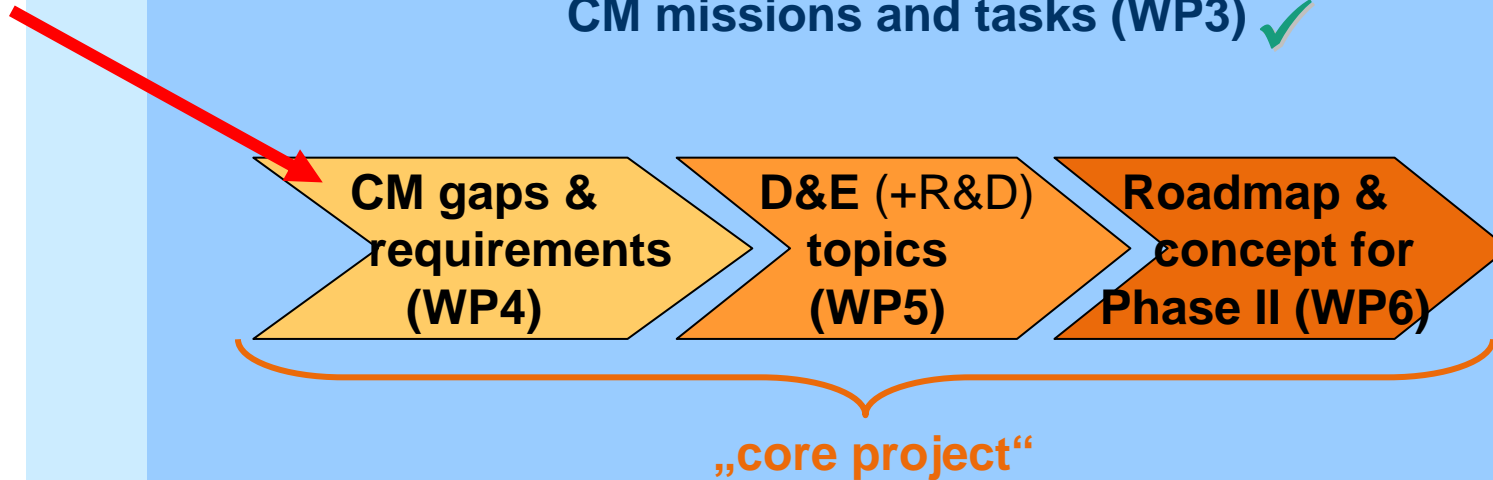 CM missions and tasks (WP3)
CM gaps &
requirements
(WP4)
D&E (+R&D)
topics
(WP5)
Roadmap &
concept for
Phase II (WP6)
„core project“